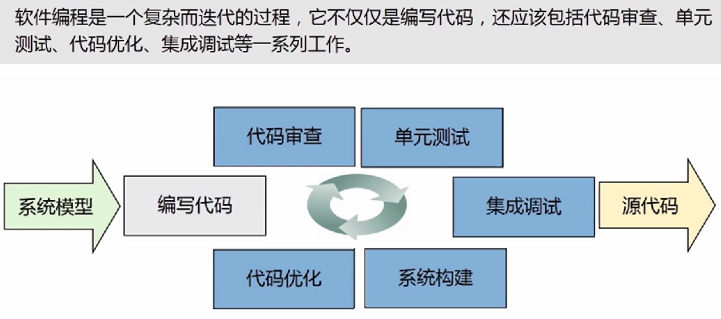 软件编程是一个复杂而迭代的过程，它不仅仅是编写代码，还应该包括代码审查、单元
测试、代码优化、集成调试等一系列工作。
代码审查
单元测试
系统模型
编写代码
集成调试
源代码
代码优化
系统构建